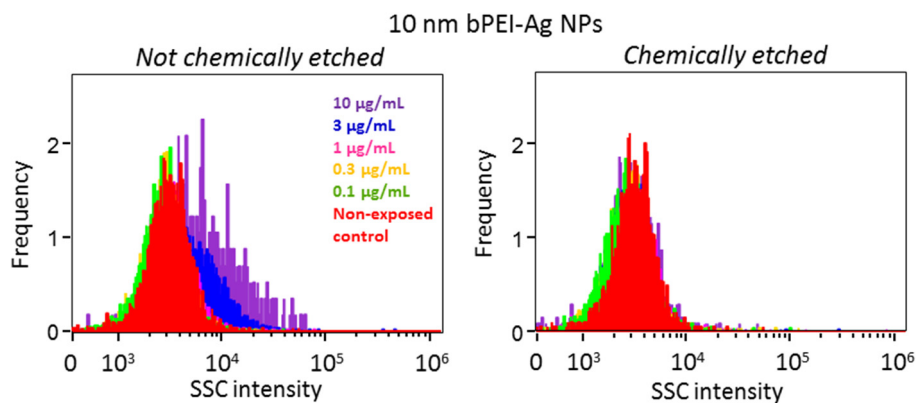 10 nm bPEI-Ag NPs
Not chemically etched
Chemically etched
Frequency
2
1
0
10 µg/mL
3 µg/mL
1 µg/mL
0.3 µg/mL
0.1 µg/mL
Non-exposed
control
0 10³ 10⁴ 10⁵ 10⁶
SSC intensity
Frequency
2
1
0
0 10³ 10⁴ 10⁵ 10⁶
SSC intensity